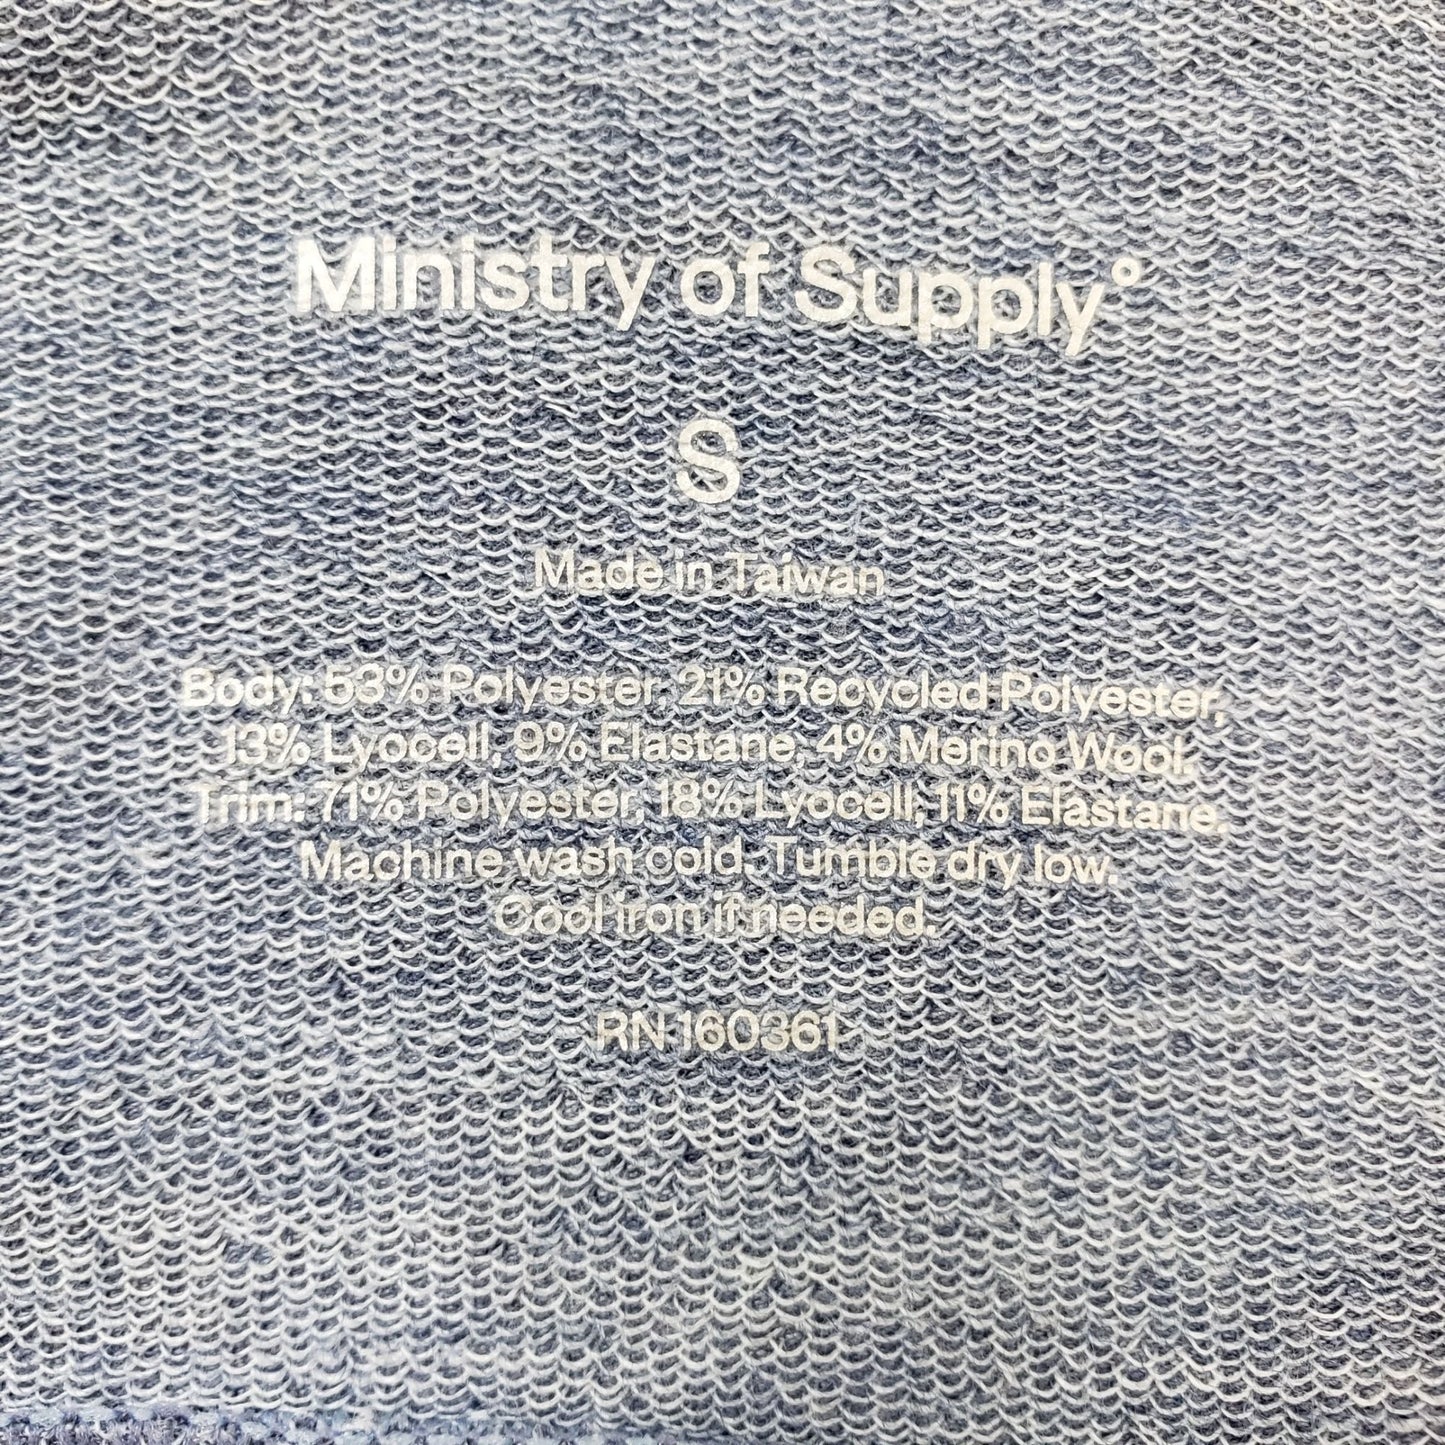 Ministry of Supply°
S
Made in Taiwan
Body: 53% Polyester, 21% Recycled Polyester,
13% Lyocell, 9% Elastane, 4% Merino Wool.
Trim: 71% Polyester, 18% Lyocell, 11% Elastane.
Machine wash cold. Tumble dry low.
Cool iron if needed.
RN 160361